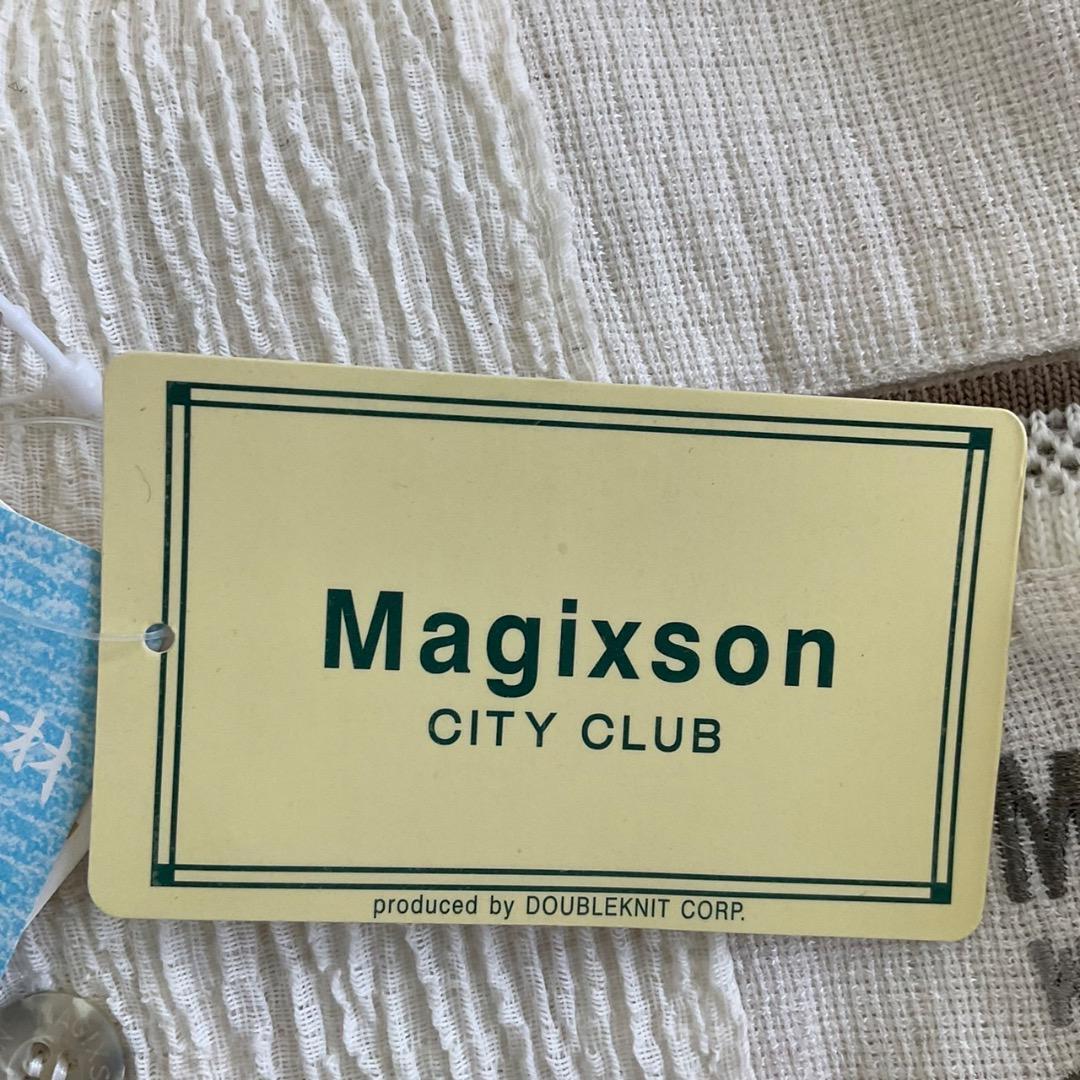 Magixson
CITY CLUB
produced by DOUBLEKNIT CORP.
M